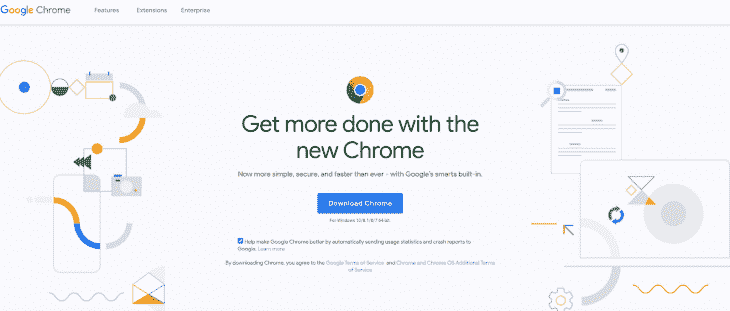 Google Chrome
Features
Extensions
Enterprise
Get more done with the
new Chrome
Now more simple, secure, and faster than ever - with Google's smarts built-in.
Download Chrome
For Windows 10/8.1/8/7 64-bit
Help make Google Chrome better by automatically sending usage statistics and crash reports to
Google. Learn more
By downloading Chrome, you agree to the Google Terms of Service and Chrome and Chrome OS Additional Terms
of Service